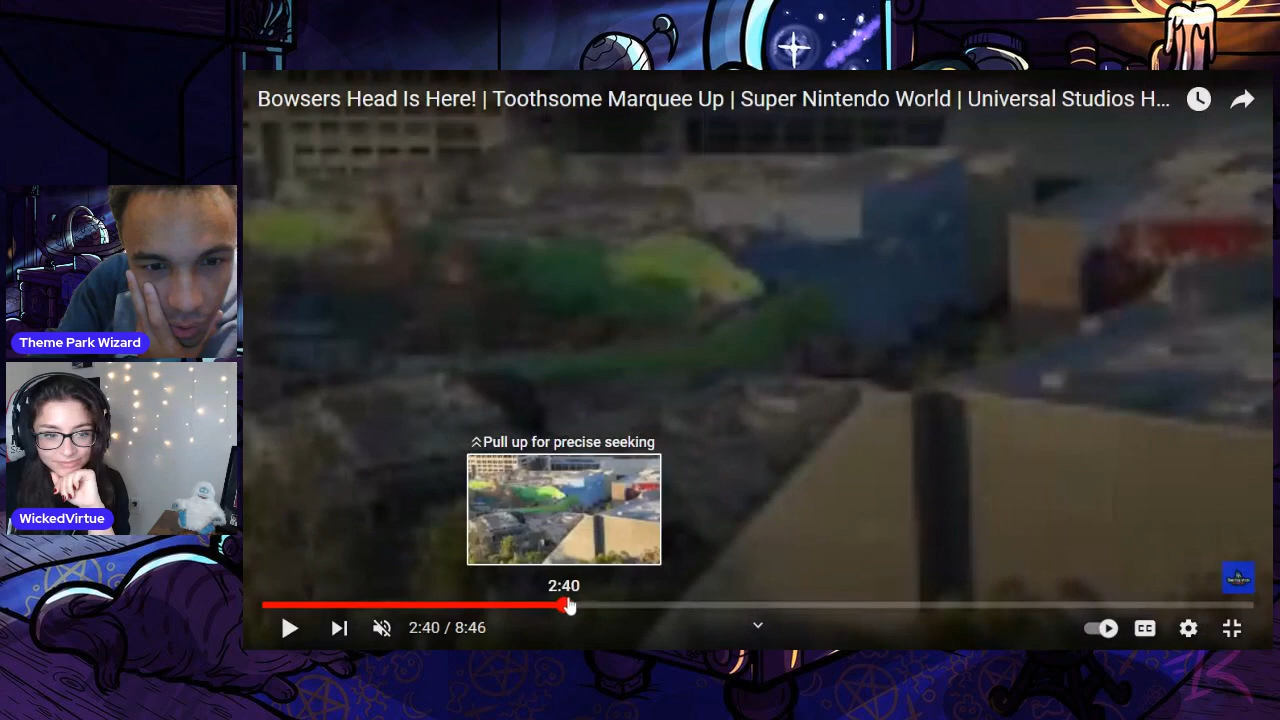 Bowsers Head Is Here! | Toothsome Marquee Up | Super Nintendo World | Universal Studios H...
Theme Park Wizard
WickedVirtue
Pull up for precise seeking
2:40
2:40 / 8:46
CC